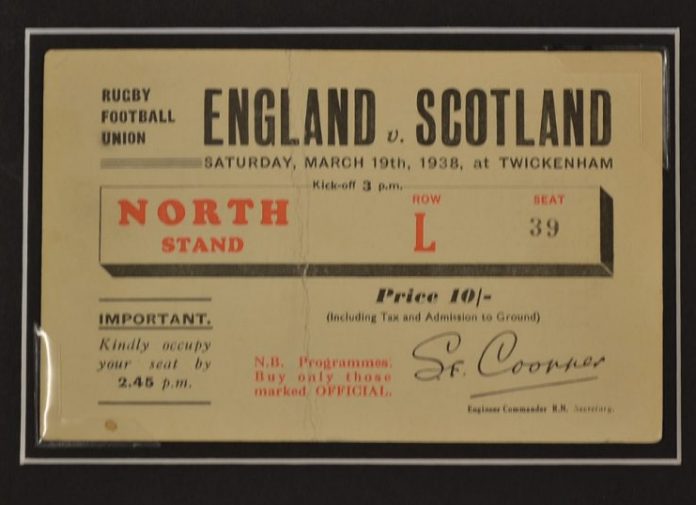 RUGBY
FOOTBALL
UNION
ENGLAND v. SCOTLAND
SATURDAY, MARCH 19th, 1938, at TWICKENHAM
Kick-off 3 p.m.
NORTH
STAND
ROW
L
SEAT
39
Price 10/-
(Including Tax and Admission to Ground)
IMPORTANT.
Kindly occupy
your seat by
2.45 p.m.
N.B. Programmes.
Buy only those
marked OFFICIAL.
Engineer Commander R.N. Secretary.